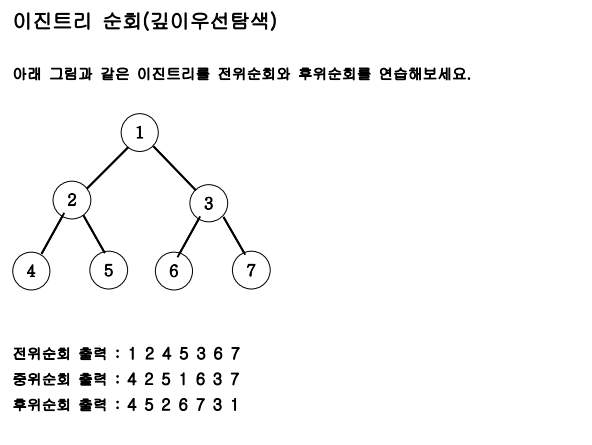 이진트리 순회(깊이우선탐색)
아래 그림과 같은 이진트리를 전위순회와 후위순회를 연습해보세요.
1
2
3
4
5
6
7
전위순회 출력 : 1 2 4 5 3 6 7
중위순회 출력 : 4 2 5 1 6 3 7
후위순회 출력 : 4 5 2 6 7 3 1